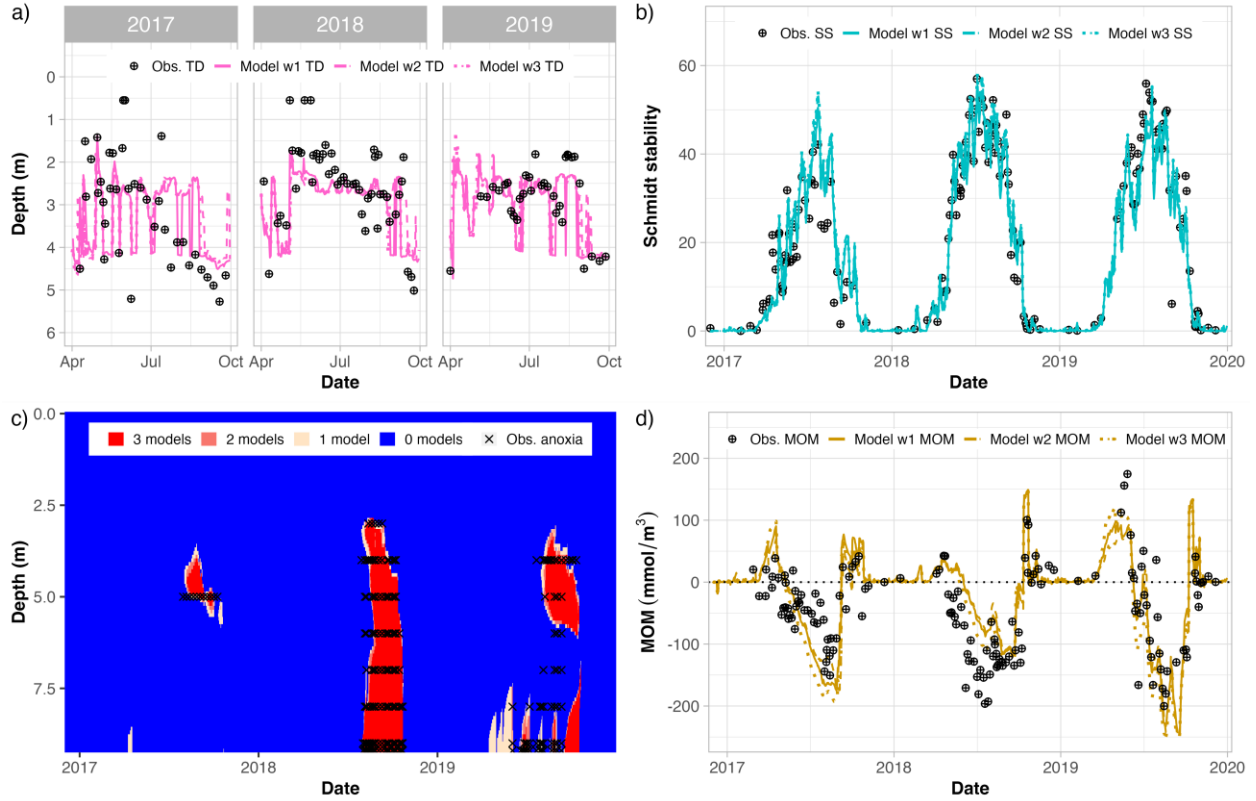 a)
2017
2018
2019
Obs. TD
Model w1 TD
Model w2 TD
Model w3 TD
Depth (m)
0
1
2
3
4
5
6
Apr
Jul
Oct
Apr
Jul
Oct
Apr
Jul
Oct
Date
b)
Obs. SS
Model w1 SS
Model w2 SS
Model w3 SS
Schmidt stability
60
40
20
0
2017
2018
2019
2020
Date
c)
3 models
2 models
1 model
0 models
Obs. anoxia
Depth (m)
0.0
2.5
5.0
7.5
2017
2018
2019
Date
d)
Obs. MOM
Model w1 MOM
Model w2 MOM
Model w3 MOM
MOM (mmol/m³)
200
100
0
-100
-200
2017
2018
2019
2020
Date